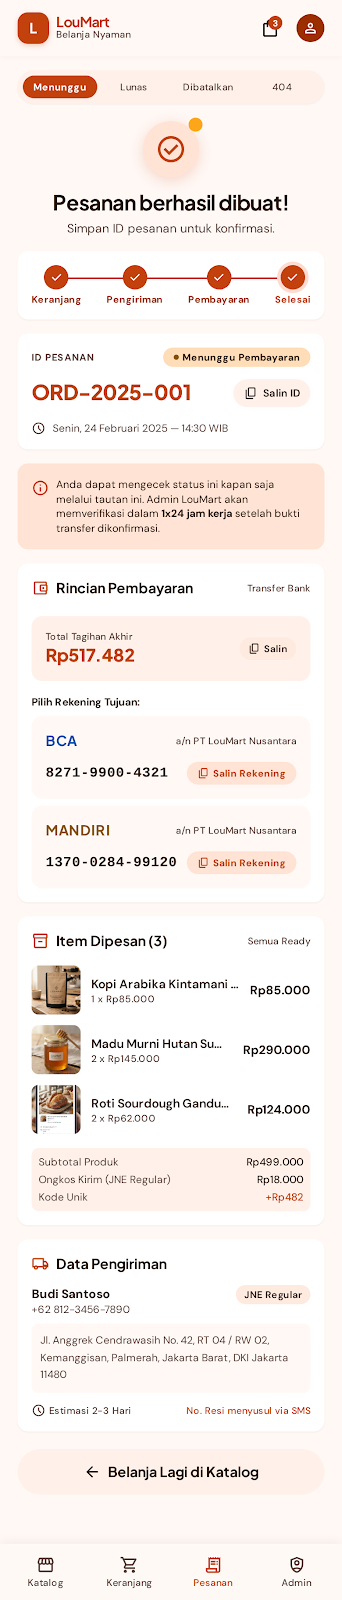 L
LouMart
Belanja Nyaman
3
Menunggu
Lunas
Dibatalkan
404
Pesanan berhasil dibuat!
Simpan ID pesanan untuk konfirmasi.
Keranjang
Pengiriman
Pembayaran
Selesai
ID PESANAN
Menunggu Pembayaran
ORD-2025-001
Salin ID
Senin, 24 Februari 2025 — 14:30 WIB
Anda dapat mengecek status ini kapan saja
melalui tautan ini. Admin LouMart akan
memverifikasi dalam 1x24 jam kerja setelah bukti
transfer dikonfirmasi.
Rincian Pembayaran
Transfer Bank
Total Tagihan Akhir
Rp517.482
Salin
Pilih Rekening Tujuan:
BCA
a/n PT LouMart Nusantara
8271-9900-4321
Salin Rekening
MANDIRI
a/n PT LouMart Nusantara
1370-0284-99120
Salin Rekening
Item Dipesan (3)
Semua Ready
Kopi Arabika Kintamani ...
1 x Rp85.000
Rp85.000
Madu Murni Hutan Su...
2 x Rp145.000
Rp290.000
Roti Sourdough Gandu...
2 x Rp62.000
Rp124.000
Subtotal Produk
Rp499.000
Ongkos Kirim (JNE Regular)
Rp18.000
Kode Unik
+Rp482
Data Pengiriman
Budi Santoso
+62 812-3456-7890
JNE Regular
Jl. Anggrek Cendrawasih No. 42, RT 04 / RW 02,
Kemanggisan, Palmerah, Jakarta Barat, DKI Jakarta
11480
Estimasi 2-3 Hari
No. Resi menyusul via SMS
Belanja Lagi di Katalog
Katalog
Keranjang
Pesanan
Admin